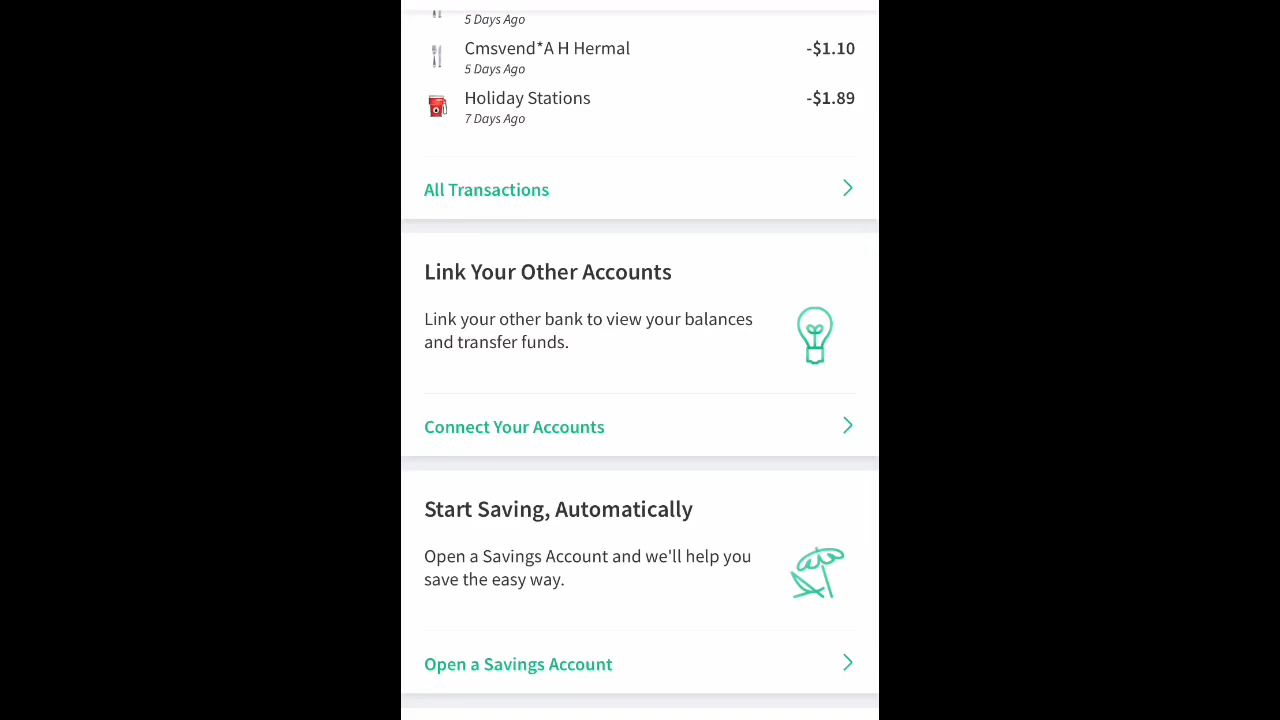 5 Days Ago
Cmsvend*A H Hermal -$1.10
5 Days Ago
Holiday Stations -$1.89
7 Days Ago
All Transactions
Link Your Other Accounts
Link your other bank to view your balances
and transfer funds.
Connect Your Accounts
Start Saving, Automatically
Open a Savings Account and we'll help you
save the easy way.
Open a Savings Account